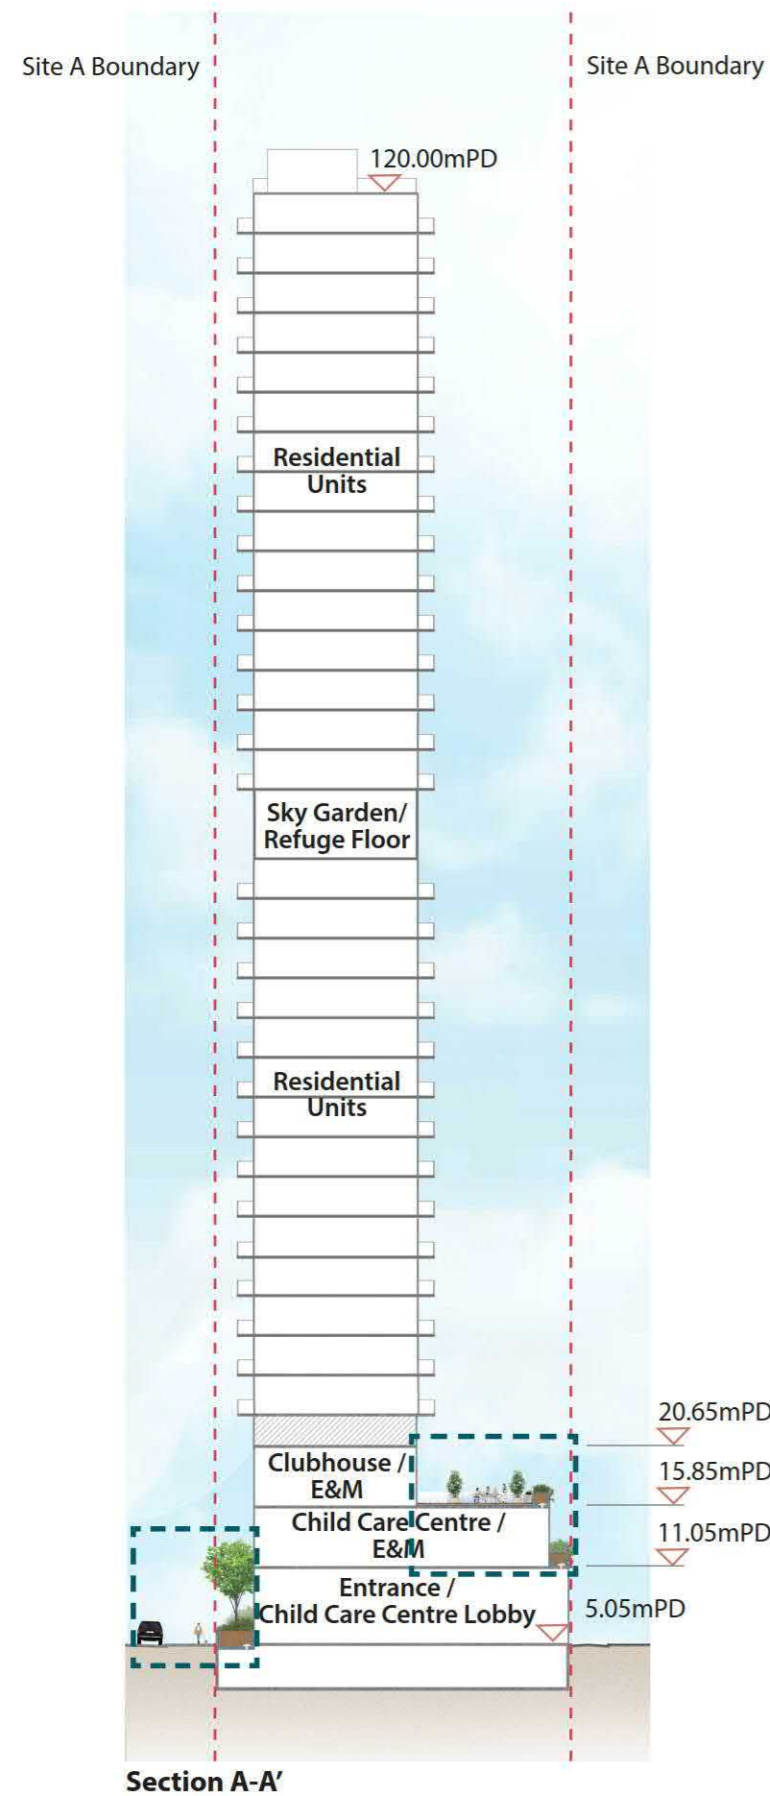 Site A Boundary
Site A Boundary
120.00mPD
Residential
Units
Sky Garden/
Refuge Floor
Residential
Units
20.65mPD
Clubhouse /
E&M
15.85mPD
Child Care Centre /
E&M
11.05mPD
Entrance /
Child Care Centre Lobby
5.05mPD
Section A-A’